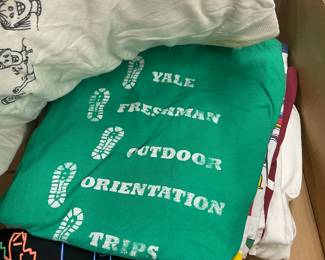 YALE
FRESHMAN
OUTDOOR
ORIENTATION
TRIPS